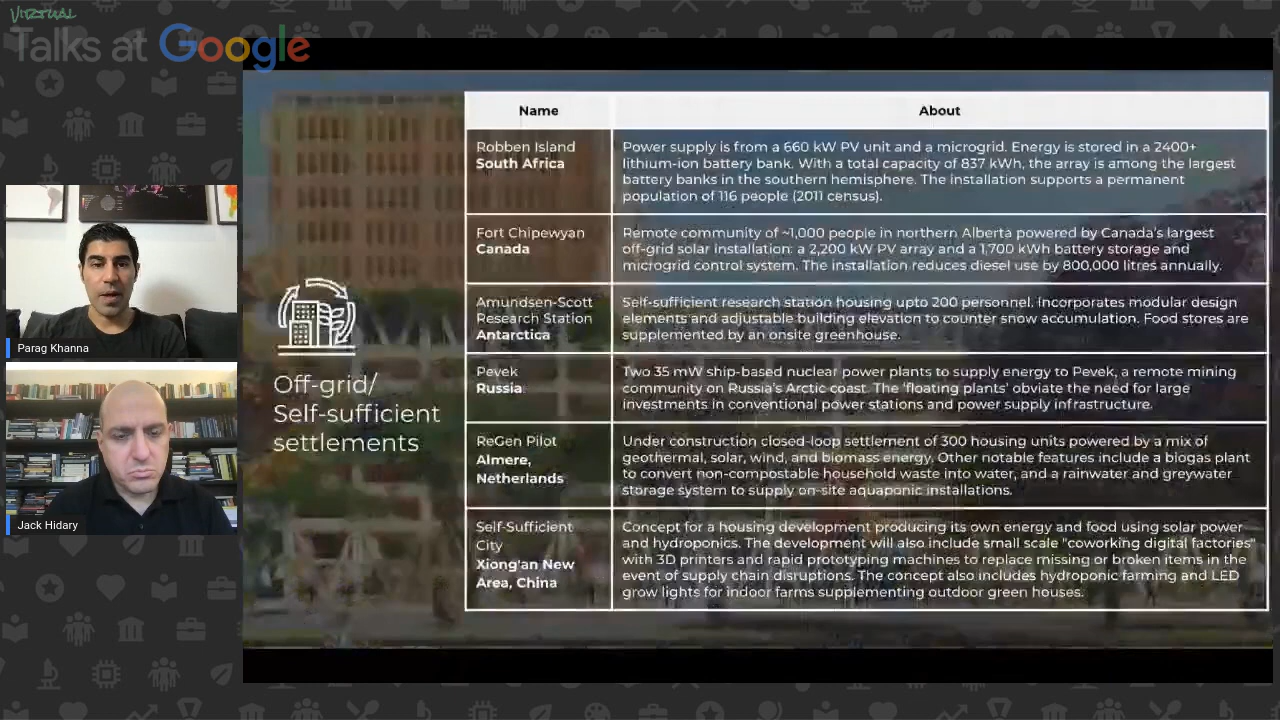 VIRTUAL
Talks at Google
Parag Khanna
Jack Hidary
Off-grid/
Self-sufficient
settlements
Name
About
Robben Island
South Africa
Power supply is from a 660 kW PV unit and a microgrid. Energy is stored in a 2400+
lithium-ion battery bank. With a total capacity of 837 kWh, the array is among the largest
battery banks in the southern hemisphere. The installation supports a permanent
population of 116 people (2011 census).
Fort Chipewyan
Canada
Remote community of ~1,000 people in northern Alberta powered by Canada's largest
off-grid solar installation: a 2,200 kW PV array and a 1,700 kWh battery storage and
microgrid control system. The installation reduces diesel use by 800,000 litres annually.
Amundsen-Scott
Research Station
Antarctica
Self-sufficient research station housing upto 200 personnel. Incorporates modular design
elements and adjustable building elevation to counter snow accumulation. Food stores are
supplemented by an onsite greenhouse.
Pevek
Russia
Two 35 mW ship-based nuclear power plants to supply energy to Pevek, a remote mining
community on Russia's Arctic coast. The 'floating plants' obviate the need for large
investments in conventional power stations and power supply infrastructure.
ReGen Pilot
Almere,
Netherlands
Under construction closed-loop settlement of 300 housing units powered by a mix of
geothermal, solar, wind, and biomass energy. Other notable features include a biogas plant
to convert non-compostable household waste into water, and a rainwater and greywater
storage system to supply on-site aquaponic installations.
Self-Sufficient
City
Xiong'an New
Area, China
Concept for a housing development producing its own energy and food using solar power
and hydroponics. The development will also include small scale "coworking digital factories"
with 3D printers and rapid prototyping machines to replace missing or broken items in the
event of supply chain disruptions. The concept also includes hydroponic farming and LED
grow lights for indoor farms supplementing outdoor green houses.